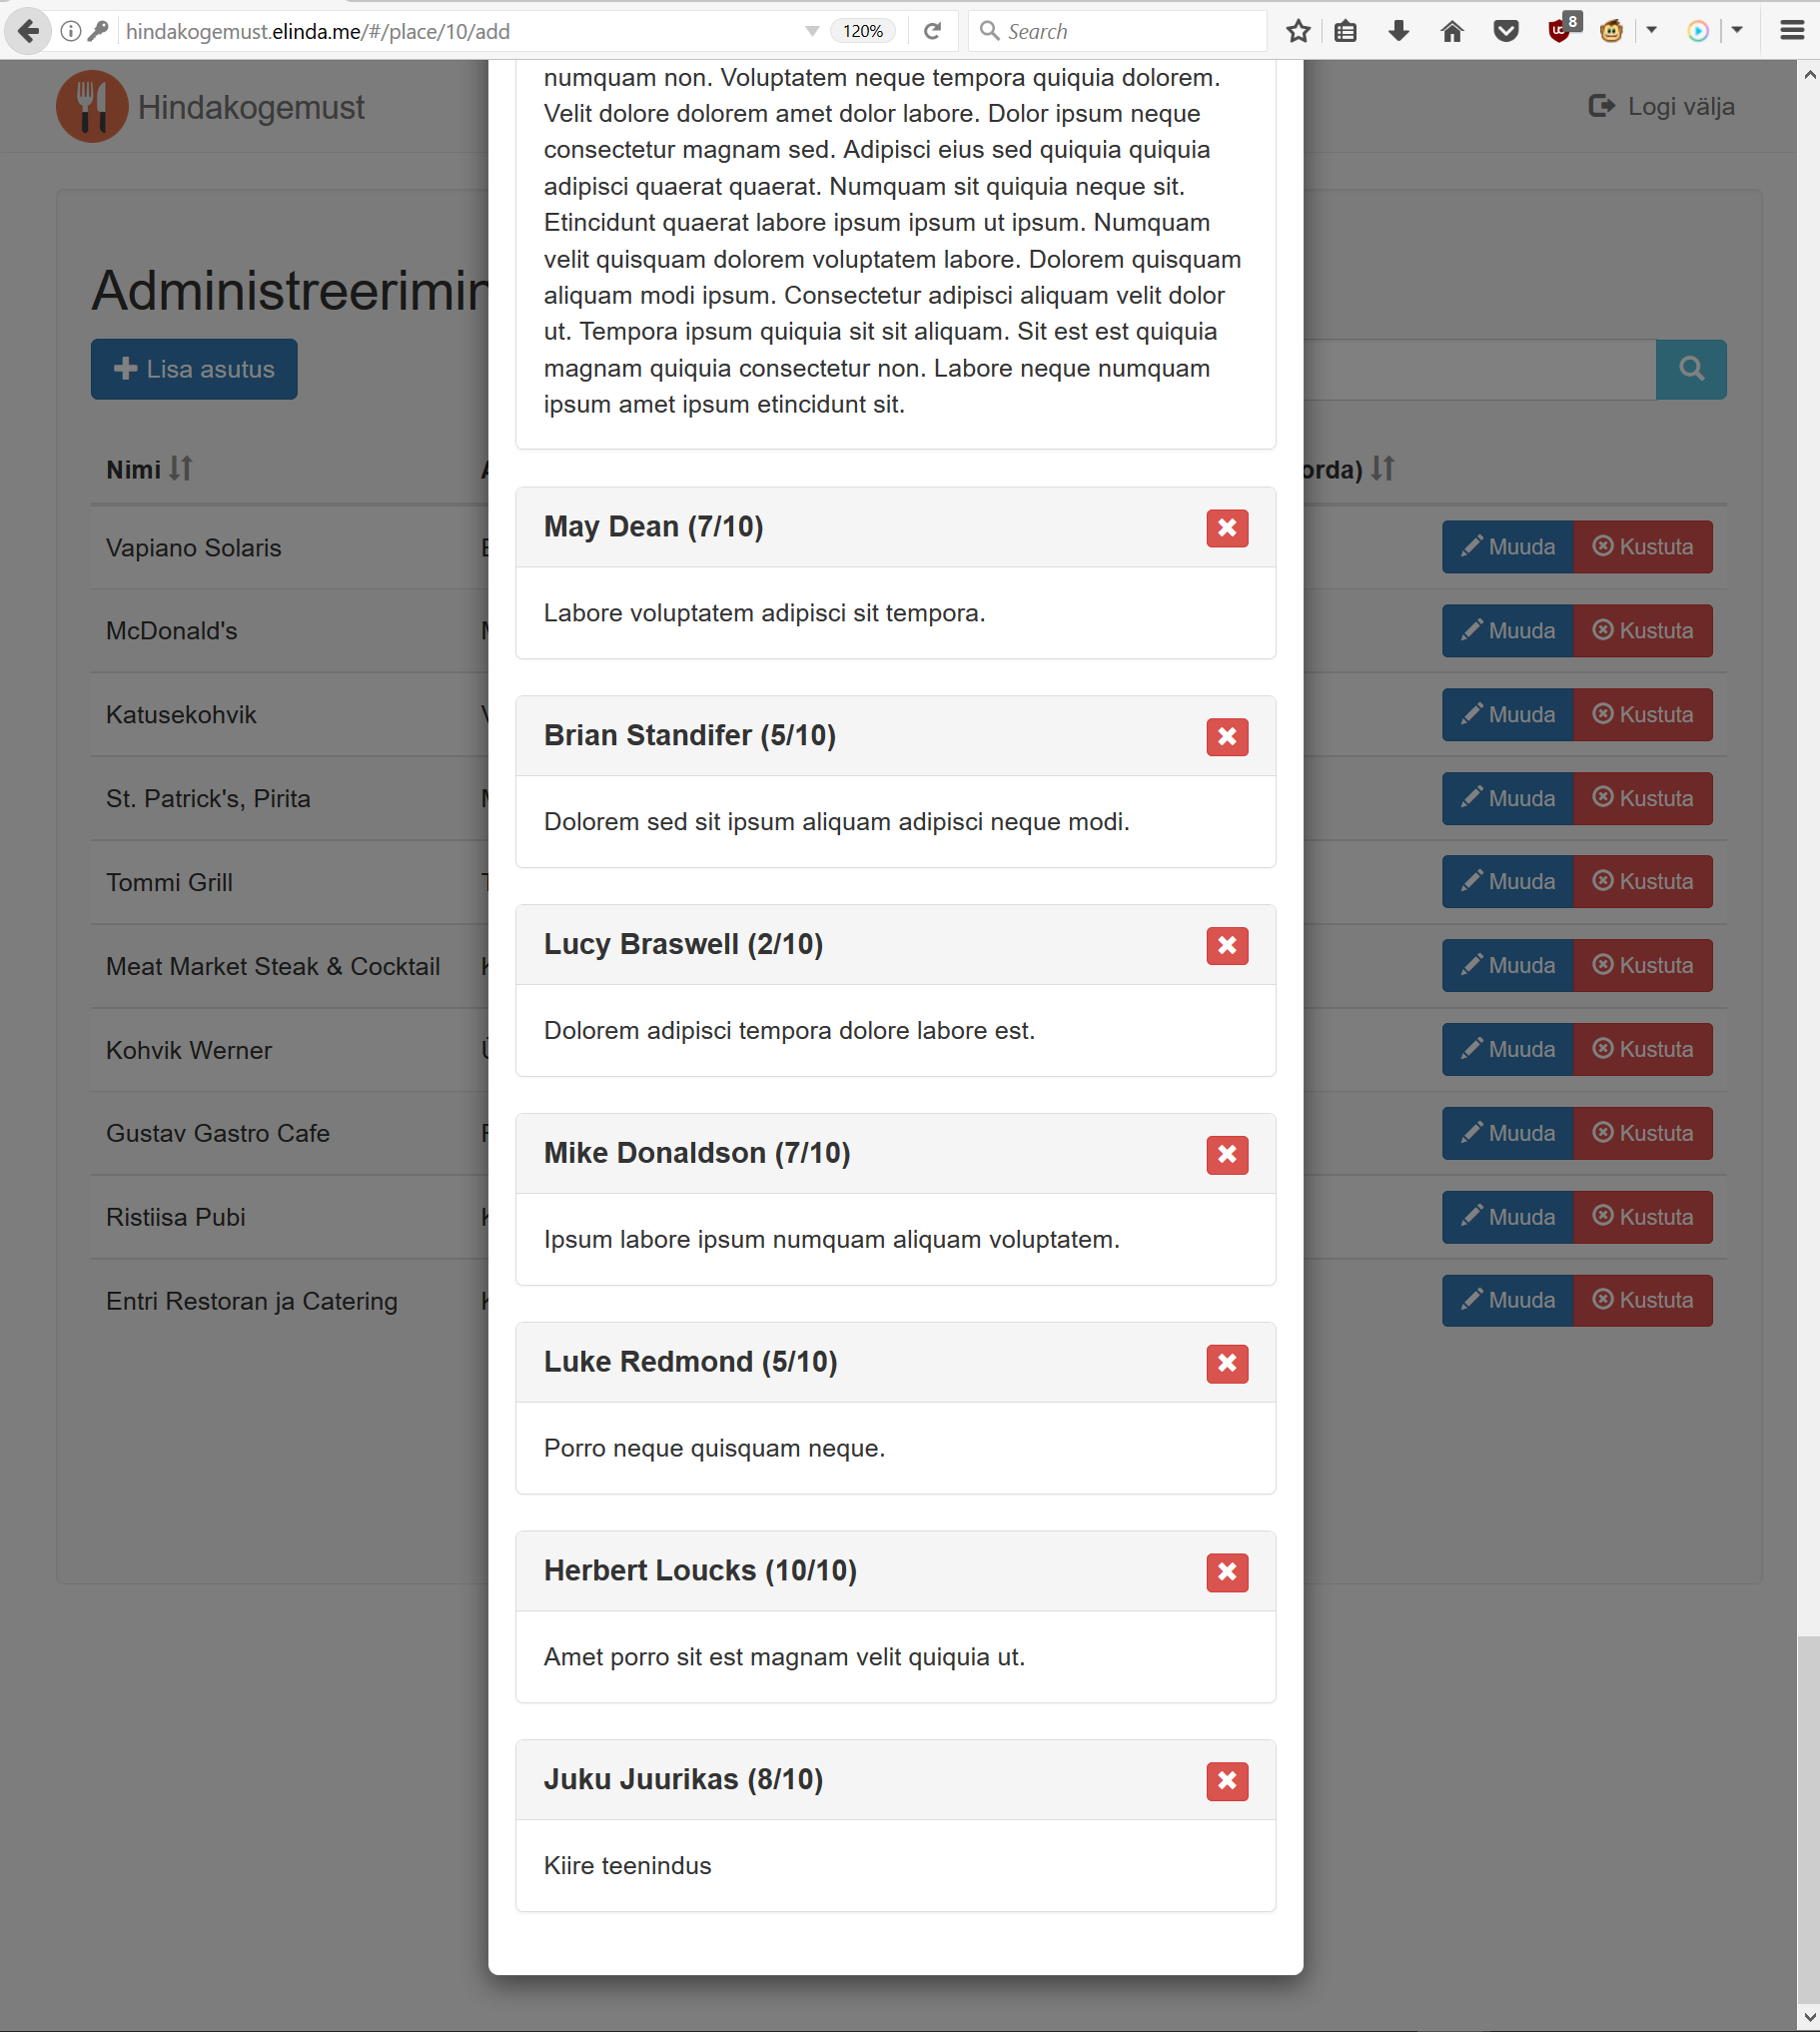 hindakogemust.elinda.me/#/place/10/add
120%
Search
8
Hindakogemust
Logi välja
numquam non. Voluptatem neque tempora quiquia dolorem.
Velit dolore dolorem amet dolor labore. Dolor ipsum neque
consectetur magnam sed. Adipisci eius sed quiquia quiquia
adipisci quaerat quaerat. Numquam sit quiquia neque sit.
Etincidunt quaerat labore ipsum ipsum ut ipsum. Numquam
velit quisquam dolorem voluptatem labore. Dolorem quisquam
aliquam modi ipsum. Consectetur adipisci aliquam velit dolor
ut. Tempora ipsum quiquia sit sit aliquam. Sit est est quiquia
magnam quiquia consectetur non. Labore neque numquam
ipsum amet ipsum etincidunt sit.
May Dean (7/10)
Labore voluptatem adipisci sit tempora.
Brian Standifer (5/10)
Dolorem sed sit ipsum aliquam adipisci neque modi.
Lucy Braswell (2/10)
Dolorem adipisci tempora dolore labore est.
Mike Donaldson (7/10)
Ipsum labore ipsum numquam aliquam voluptatem.
Luke Redmond (5/10)
Porro neque quisquam neque.
Herbert Loucks (10/10)
Amet porro sit est magnam velit quiquia ut.
Juku Juurikas (8/10)
Kiire teenindus
Administreerimin
Lisa asutus
Nimi
orda)
Vapiano Solaris
Muuda Kustuta
McDonald's
Muuda Kustuta
Katusekohvik
Muuda Kustuta
St. Patrick's, Pirita
Muuda Kustuta
Tommi Grill
Muuda Kustuta
Meat Market Steak & Cocktail
Muuda Kustuta
Kohvik Werner
Muuda Kustuta
Gustav Gastro Cafe
Muuda Kustuta
Ristiisa Pubi
Muuda Kustuta
Entri Restoran ja Catering
Muuda Kustuta